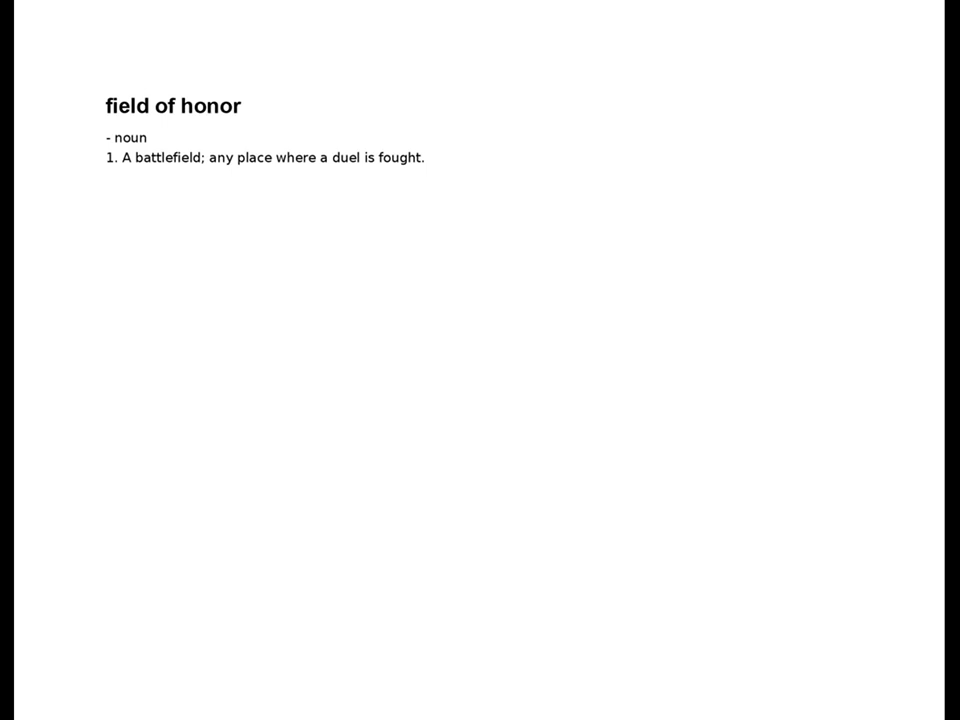 field of honor
- noun
1. A battlefield; any place where a duel is fought.